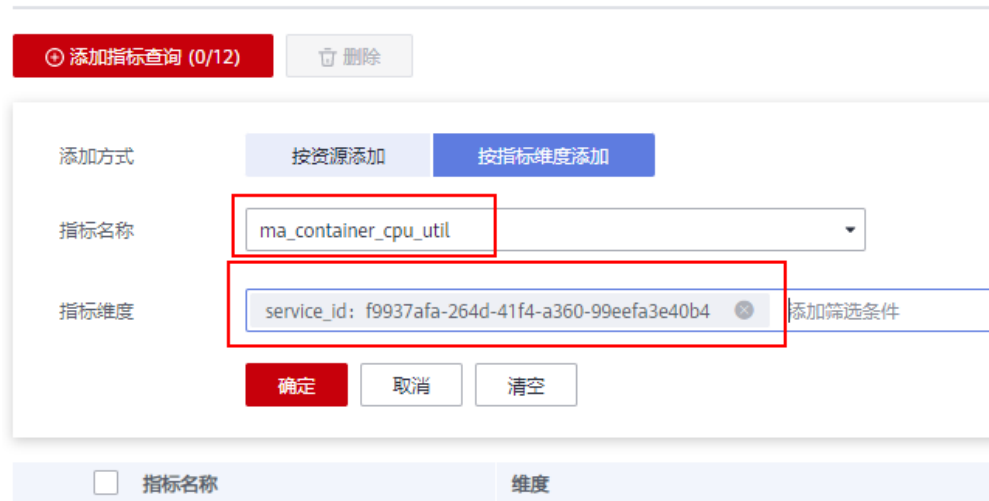 添加指标查询 (0/12) 删除
添加方式 按资源添加 按指标维度添加
指标名称 ma_container_cpu_util
指标维度 service_id：f9937afa-264d-41f4-a360-99eefa3e40b4 添加筛选条件
确定 取消 清空
指标名称 维度